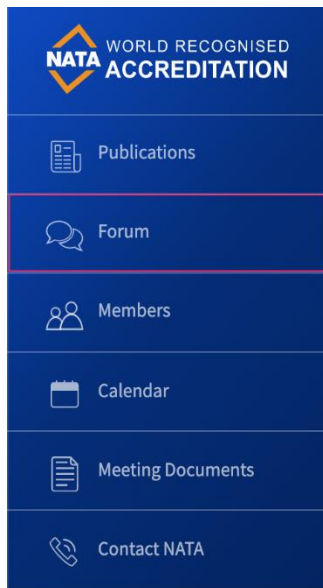 NATA
WORLD RECOGNISED
ACCREDITATION
Publications
Forum
Members
Calendar
Meeting Documents
Contact NATA